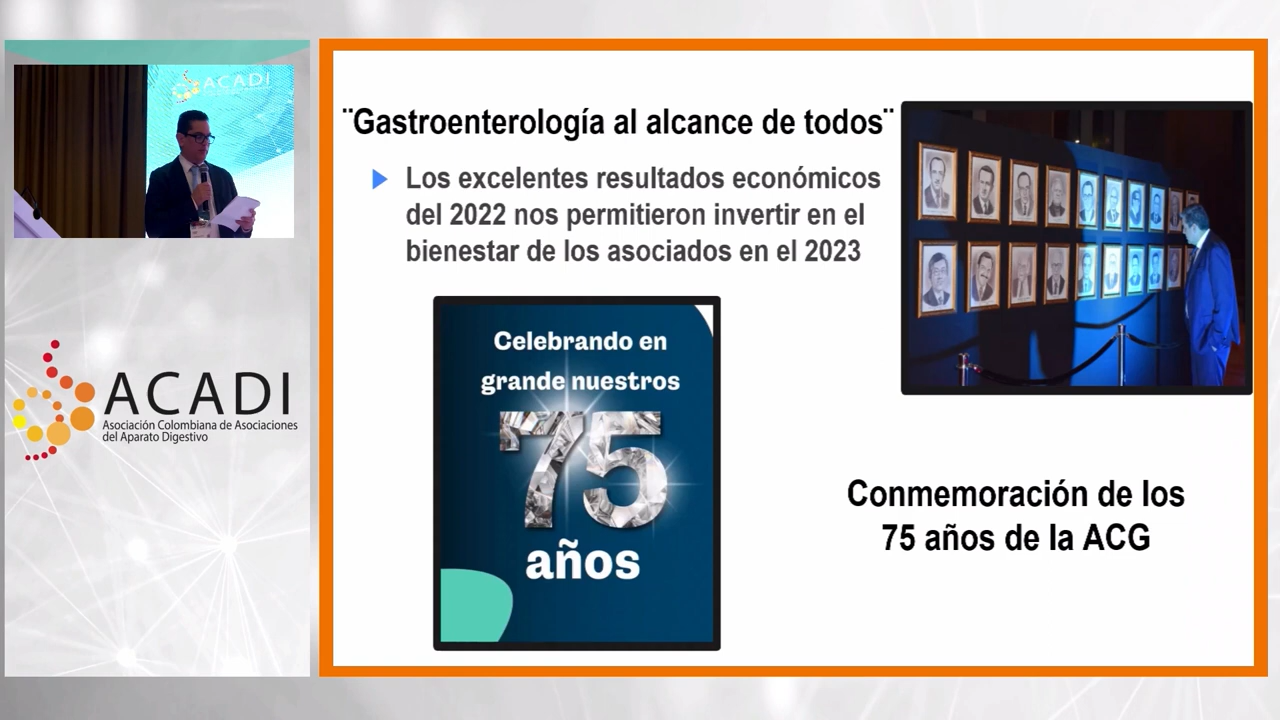 ACADI
ACADI
Asociación Colombiana de Asociaciones
del Aparato Digestivo
¨Gastroenterología al alcance de todos¨
Los excelentes resultados económicos
del 2022 nos permitieron invertir en el
bienestar de los asociados en el 2023
Celebrando en
grande nuestros
75
años
Conmemoración de los
75 años de la ACG